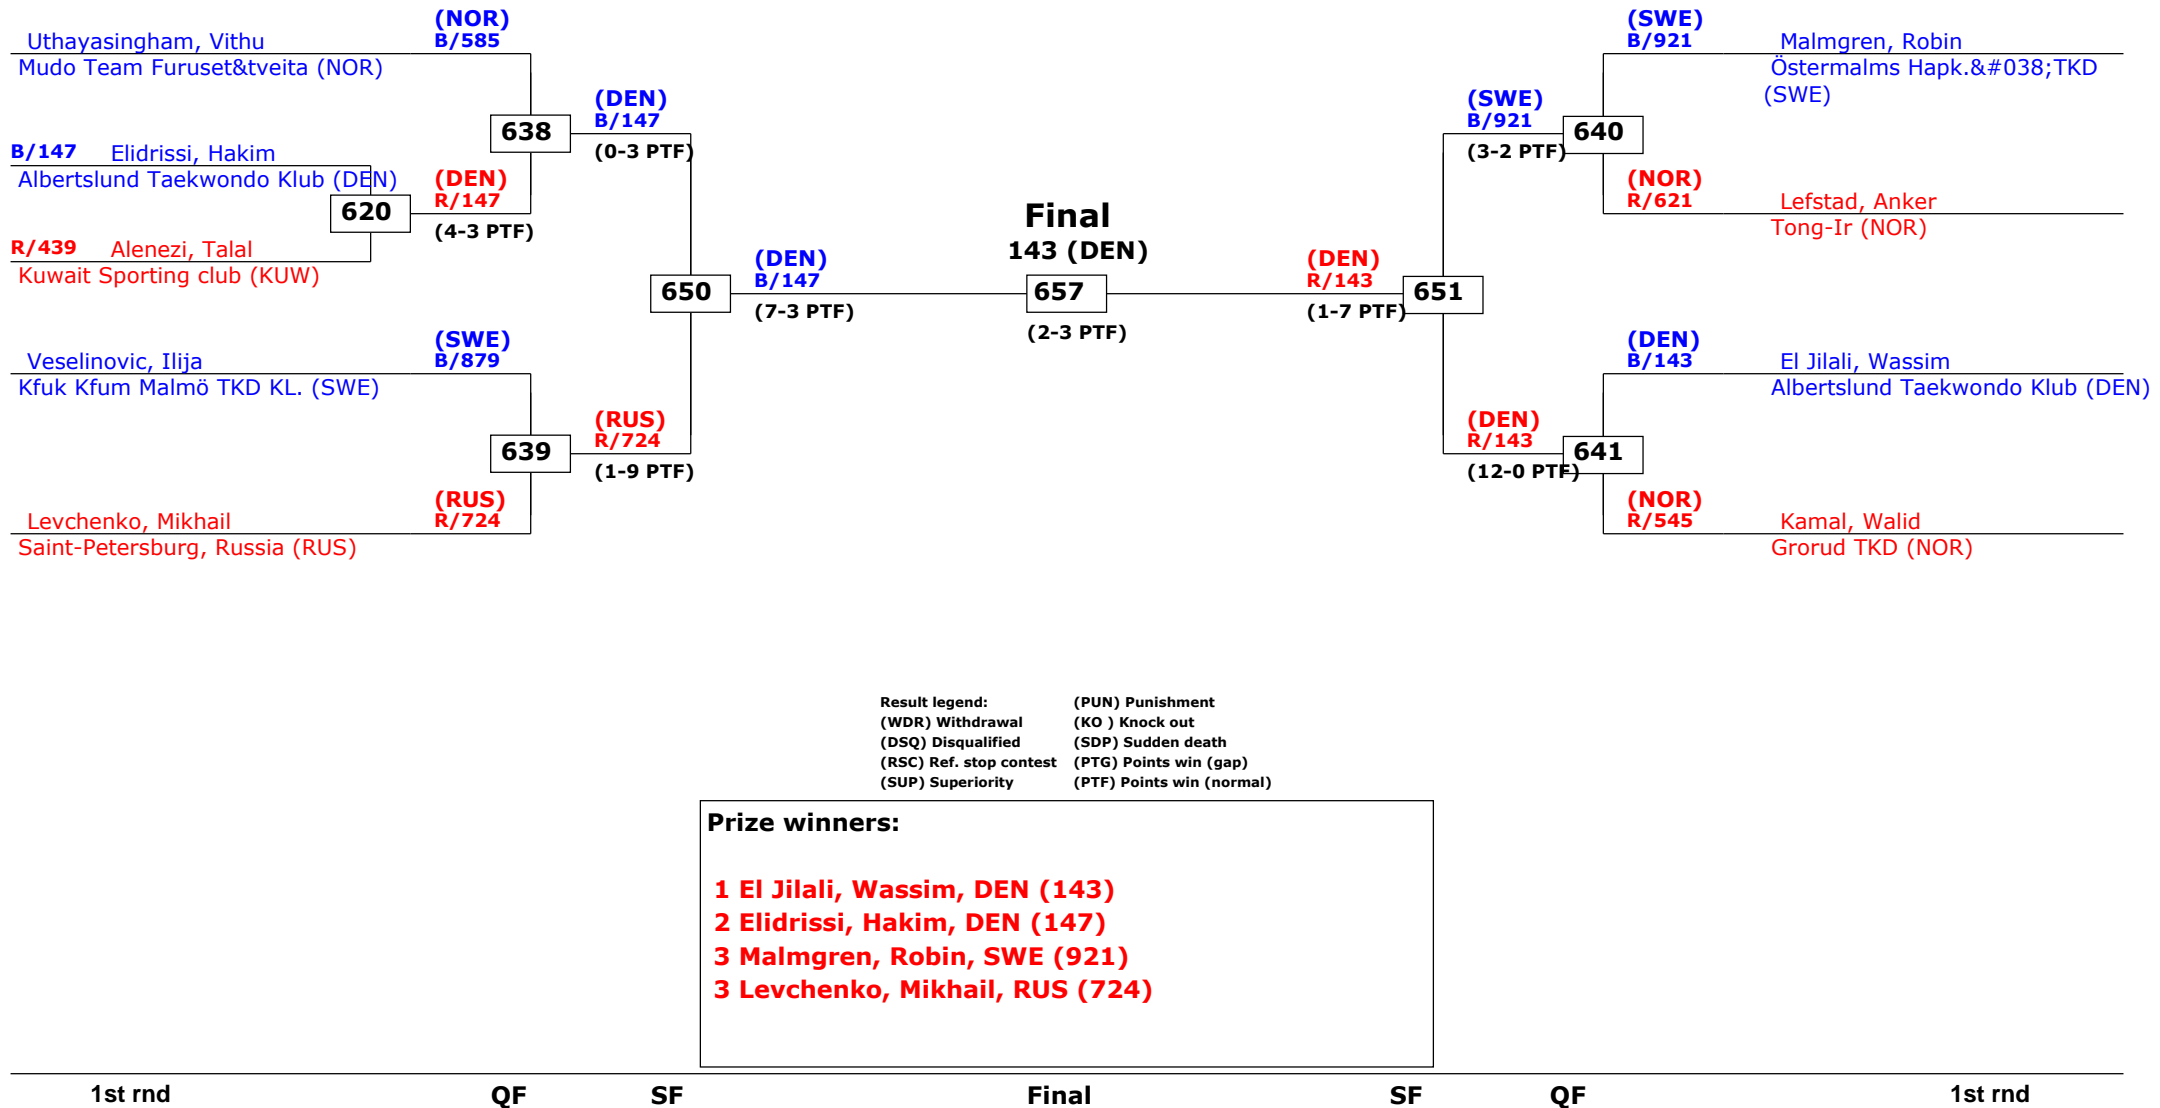 (NOR)
Uthayasingham, Vithu B/585
Mudo Team Furuset&tveita (NOR)
(DEN)
B/147
638
(0-3 PTF)
B/147 Elidrissi, Hakim
Albertslund Taekwondo Klub (DEN)
(DEN)
R/147
620
(4-3 PTF)
R/439 Alenezi, Talal
Kuwait Sporting club (KUW)
(DEN)
B/147
650
(7-3 PTF)
(SWE)
Veselinovic, Ilija B/879
Kfuk Kfum Malmö TKD KL. (SWE)
(RUS)
R/724
639
(1-9 PTF)
(RUS)
Levchenko, Mikhail R/724
Saint-Petersburg, Russia (RUS)
Final
143 (DEN)
657
(2-3 PTF)
(SWE)
B/921 Malmgren, Robin
Östermalms Hapk.&#038;TKD
(SWE)
(SWE)
B/921
640
(3-2 PTF)
(NOR)
R/621 Lefstad, Anker
Tong-Ir (NOR)
(DEN)
R/143
651
(1-7 PTF)
(DEN)
B/143 El Jilali, Wassim
Albertslund Taekwondo Klub (DEN)
(DEN)
R/143
641
(12-0 PTF)
(NOR)
R/545 Kamal, Walid
Grorud TKD (NOR)
Result legend: (PUN) Punishment
(WDR) Withdrawal (KO ) Knock out
(DSQ) Disqualified (SDP) Sudden death
(RSC) Ref. stop contest (PTG) Points win (gap)
(SUP) Superiority (PTF) Points win (normal)
Prize winners:
1 El Jilali, Wassim, DEN (143)
2 Elidrissi, Hakim, DEN (147)
3 Malmgren, Robin, SWE (921)
3 Levchenko, Mikhail, RUS (724)
1st rnd QF SF Final SF QF 1st rnd